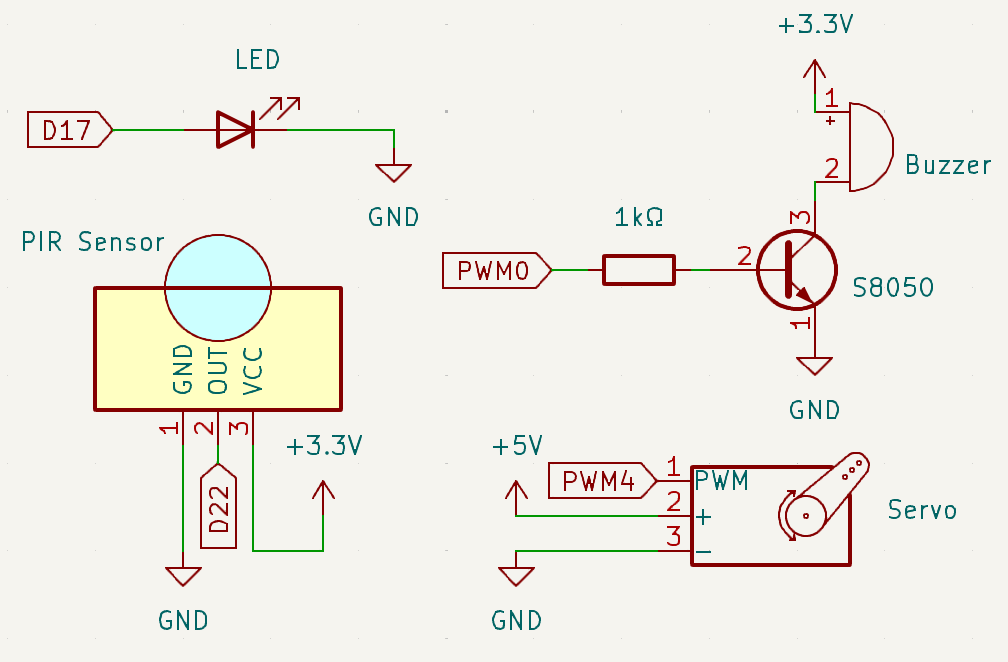 LED
D17
GND
PIR Sensor
GND
OUT
VCC
1
2
3
D22
+3.3V
GND
+3.3V
1
+
2
Buzzer
1kΩ
PWM0
2
3
S8050
1
GND
+5V
PWM4
1
PWM
2
+
3
−
Servo
GND